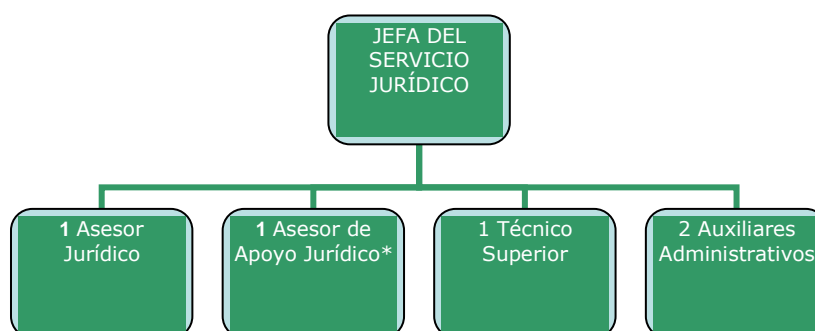 JEFA DEL
SERVICIO
JURÍDICO
1 Asesor
Jurídico
1 Asesor de
Apoyo Jurídico*
1 Técnico
Superior
2 Auxiliares
Administrativos